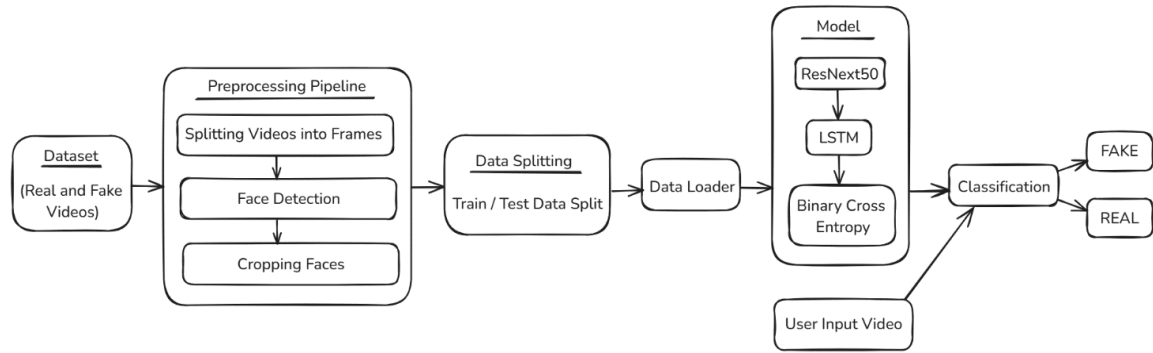 Dataset
(Real and Fake
Videos)
Preprocessing Pipeline
Splitting Videos into Frames
Face Detection
Cropping Faces
Data Splitting
Train / Test Data Split
Data Loader
Model
ResNext50
LSTM
Binary Cross
Entropy
User Input Video
Classification
FAKE
REAL